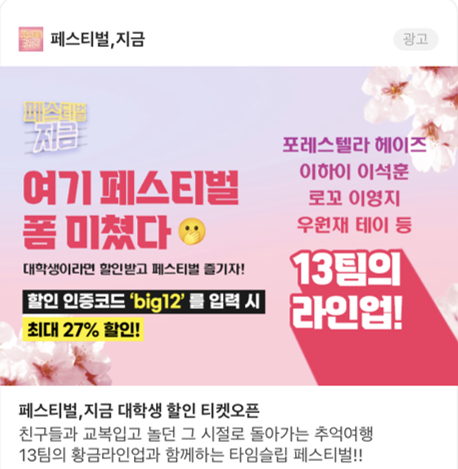 페스티벌,지금
광고
페스티벌
지금
여기 페스티벌
폼 미쳤다
대학생이라면 할인받고 페스티벌 즐기자!
할인 인증코드 ‘big12’ 를 입력 시
최대 27% 할인!
포레스텔라 헤이즈
이하이 이석훈
로꼬 이영지
우원재 테이 등
13팀의
라인업!
페스티벌,지금 대학생 할인 티켓오픈
친구들과 교복입고 놀던 그 시절로 돌아가는 추억여행
13팀의 황금라인업과 함께하는 타임슬립 페스티벌!!